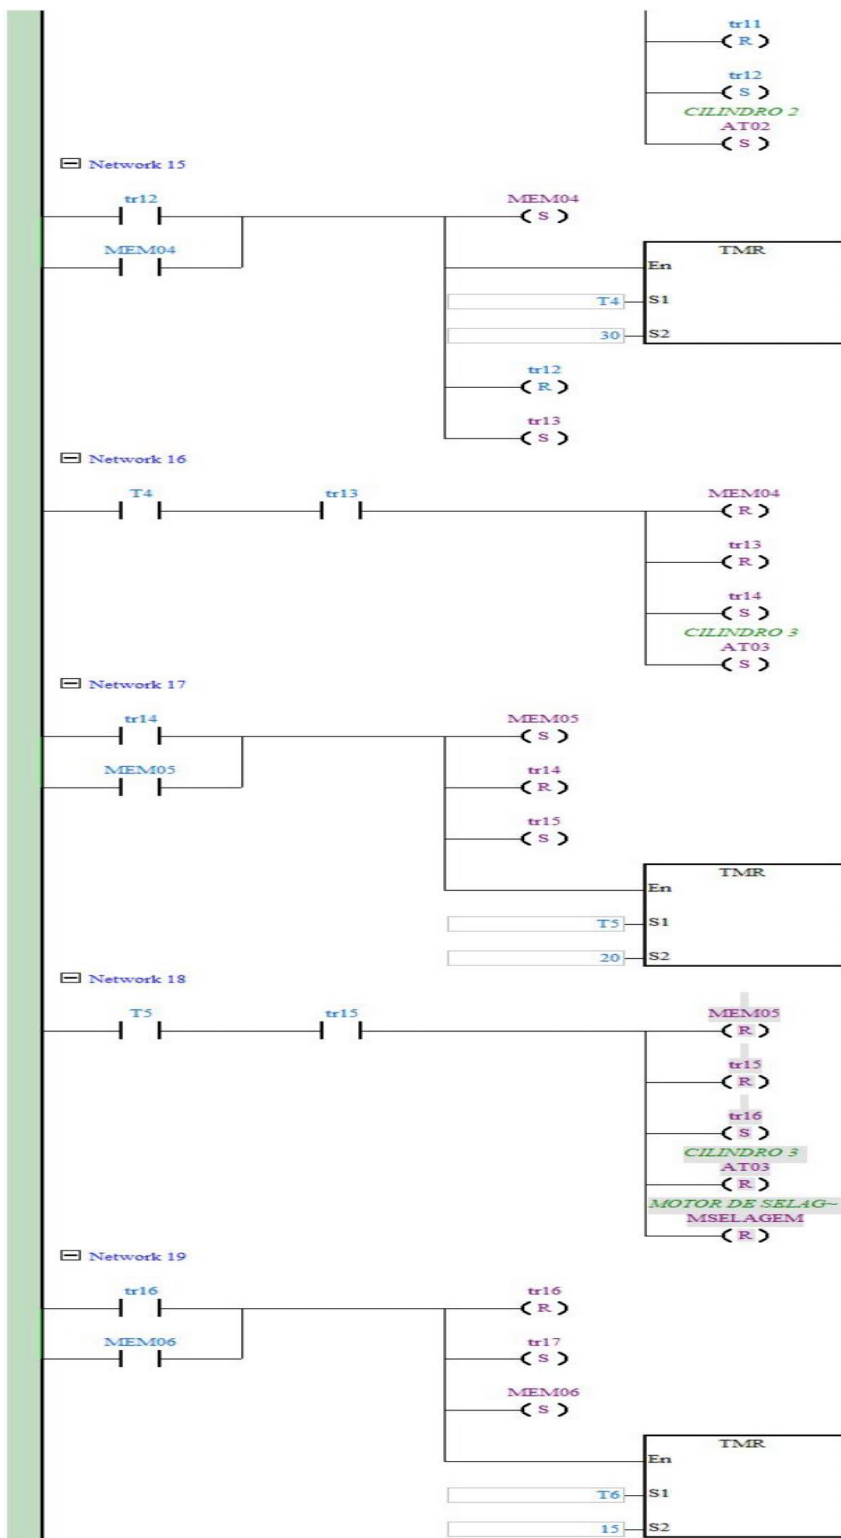 tr11
( R )
tr12
( S )
CILINDRO 2
AT02
( S )
Network 15
tr12
MEM04
( S )
MEM04
TMR
En
T4 S1
30 S2
tr12
( R )
tr13
( S )
Network 16
T4 tr13 MEM04
( R )
tr13
( R )
tr14
( S )
CILINDRO 3
AT03
( S )
Network 17
tr14 MEM05
( S )
MEM05 tr14
( R )
tr15
( S )
TMR
En
T5 S1
20 S2
Network 18
T5 tr15 MEM05
( R )
tr15
( R )
tr16
( S )
CILINDRO 3
AT03
( R )
MOTOR DE SELAG~
MSELAGEM
( R )
Network 19
tr16 tr16
( R )
MEM06 tr17
( S )
MEM06
( S )
TMR
En
T6 S1
15 S2